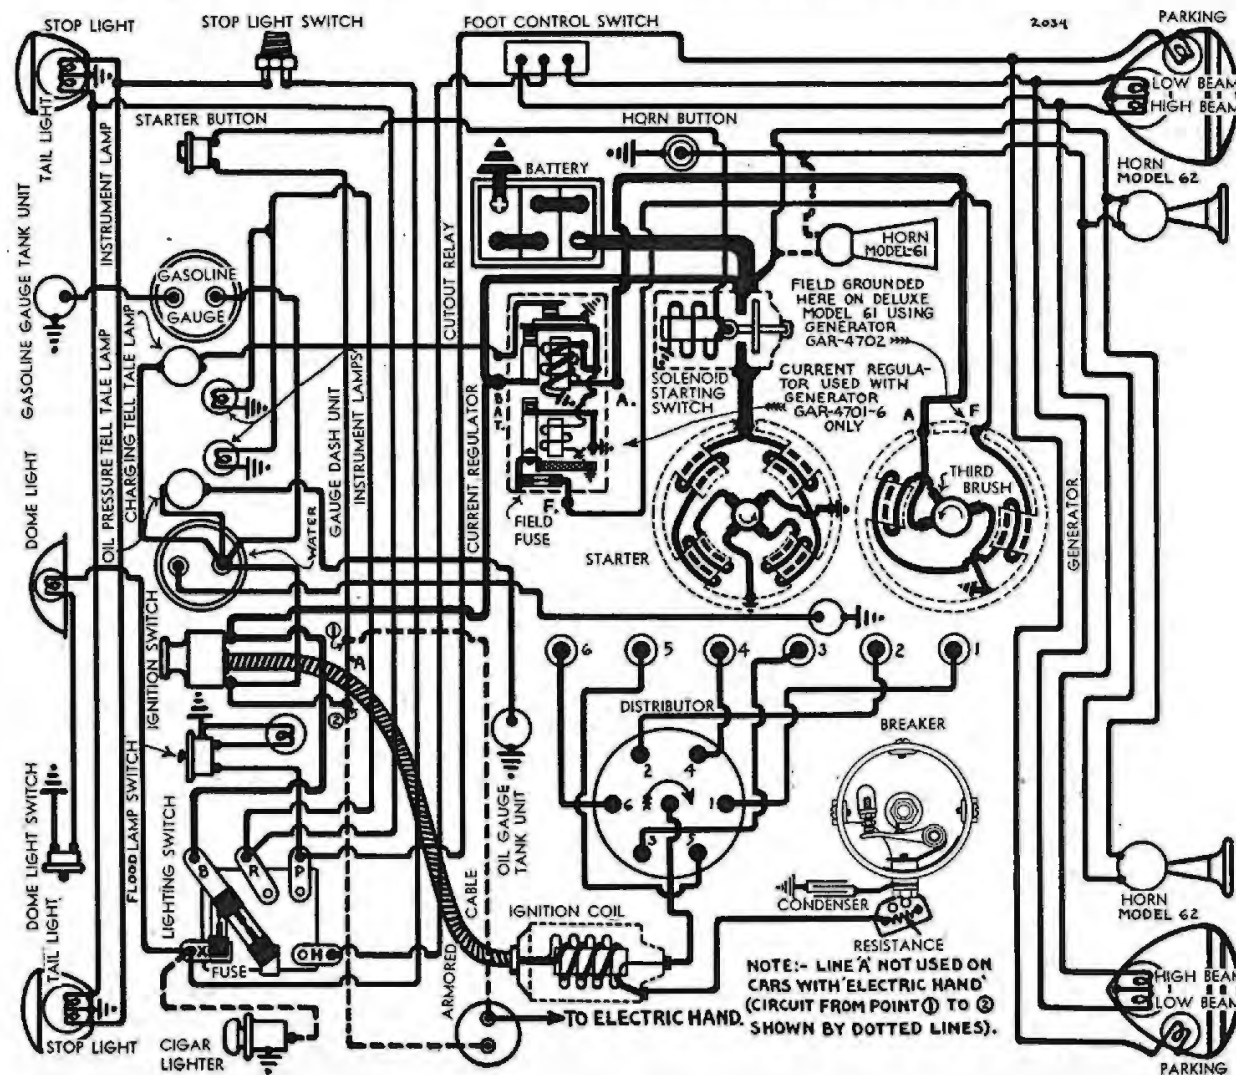 STOP LIGHT
STOP LIGHT SWITCH
FOOT CONTROL SWITCH
2034
PARKING
LOW BEAM
HIGH BEAM
TAIL LIGHT
INSTRUMENT LAMP
STARTER BUTTON
HORN BUTTON
BATTERY
HORN
MODEL 62
GASOLINE GAUGE TANK UNIT
GASOLINE
GAUGE
CUTOUT RELAY
HORN
MODEL-61
FIELD GROUNDED
HERE ON DELUXE
MODEL 61 USING
GENERATOR
GAR-4702
OIL PRESSURE TELL TALE LAMP
CHARGING TELL TALE LAMP
GAUGE DASH UNIT
INSTRUMENT LAMPS
BAT.
A.
SOLENOID
STARTING
SWITCH
CURRENT REGULA-
TOR USED WITH
GENERATOR
GAR-4701-6
ONLY
A
F
CURRENT REGULATOR
F.
FIELD
FUSE
THIRD
BRUSH
GENERATOR
DOME LIGHT
WATER
STARTER
IGNITION SWITCH
①
A
②
6
5
4
3
2
1
DISTRIBUTOR
BREAKER
2
4
6
1
3
5
FLOOD LAMP SWITCH
OIL GAUGE
TANK UNIT
DOME LIGHT SWITCH
LIGHTING SWITCH
B
R
P
X
H
FUSE
ARMORED CABLE
IGNITION COIL
CONDENSER
RESISTANCE
HORN
MODEL 62
NOTE:- LINE 'A' NOT USED ON
CARS WITH 'ELECTRIC HAND'
(CIRCUIT FROM POINT ① TO ②
SHOWN BY DOTTED LINES).
TO ELECTRIC HAND.
TAIL LIGHT
STOP LIGHT
CIGAR
LIGHTER
HIGH BEAM
LOW BEAM
PARKING